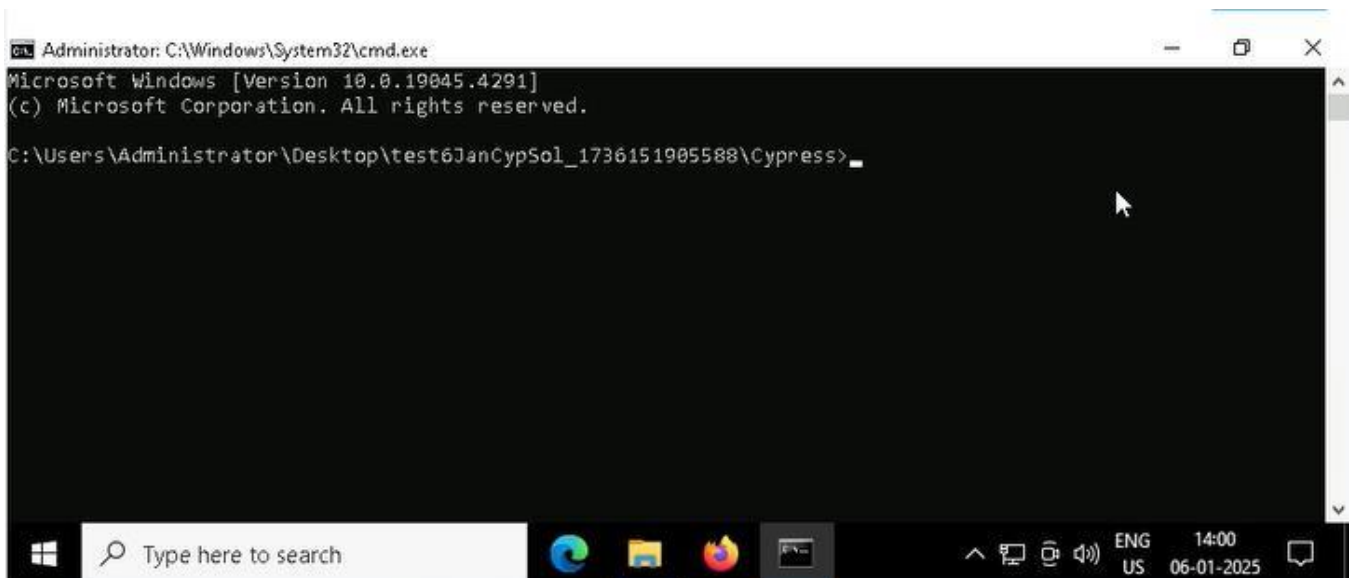 Administrator: C:\Windows\System32\cmd.exe
Microsoft Windows [Version 10.0.19045.4291]
(c) Microsoft Corporation. All rights reserved.
C:\Users\Administrator\Desktop\test6JanCypSol_1736151905588\Cypress>
Type here to search
ENG
US
14:00
06-01-2025